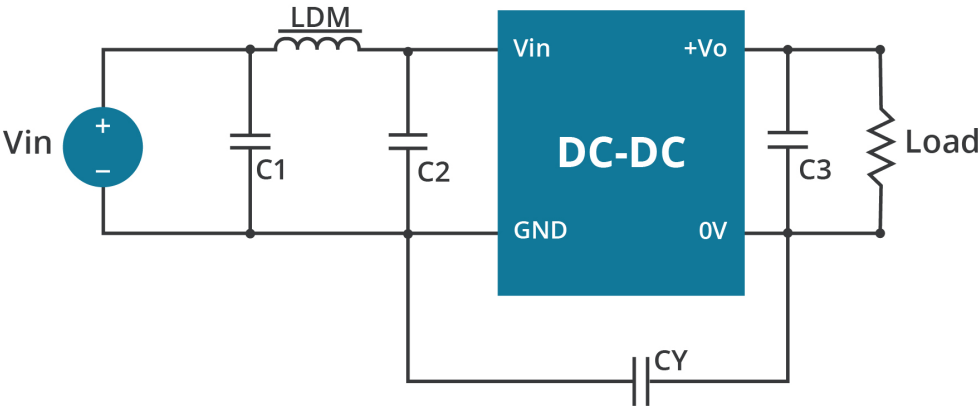 LDM
Vin
+
−
C1
C2
Vin
+Vo
DC-DC
GND
0V
C3
Load
CY